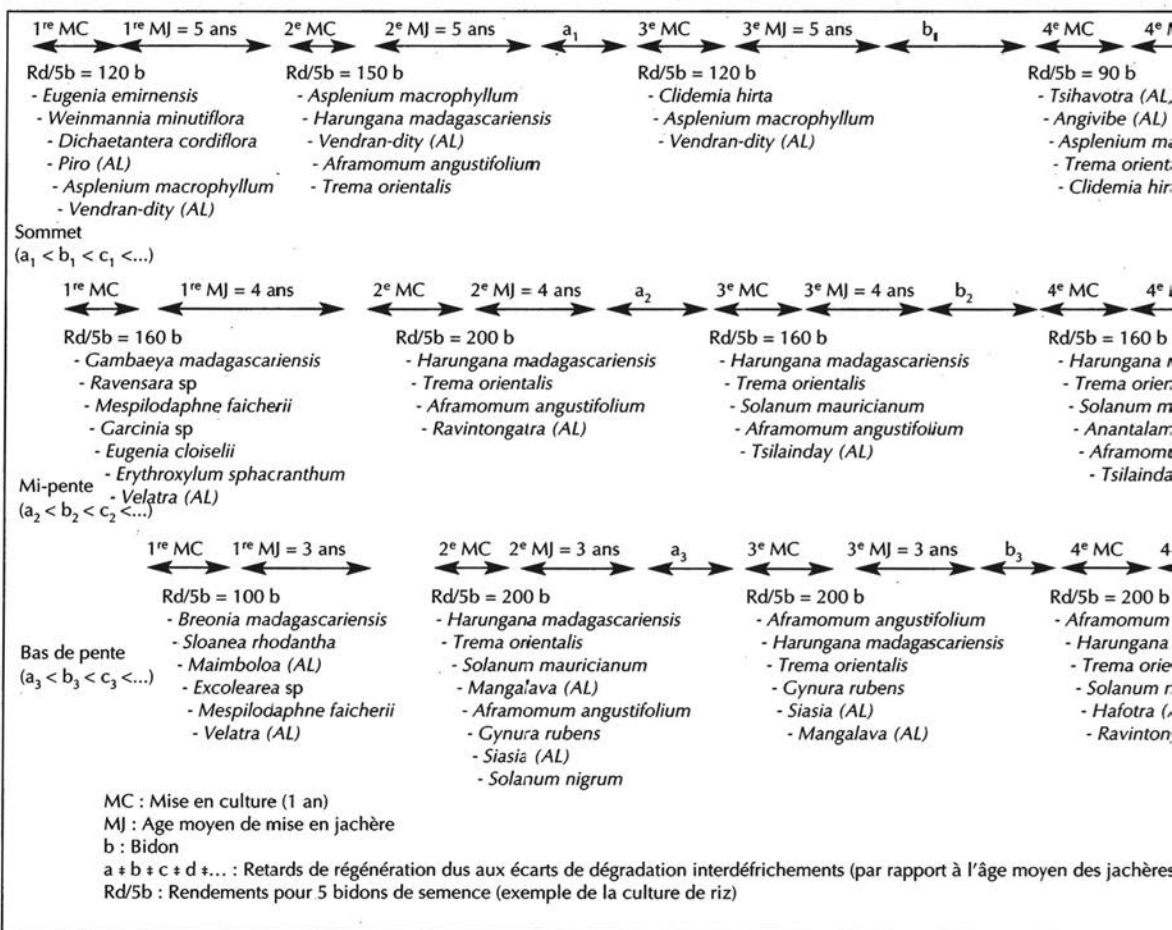 1re MC 1re MJ = 5 ans 2e MC 2e MJ = 5 ans a1 3e MC 3e MJ = 5 ans b1 4e MC 4e
Rd/5b = 120 b Rd/5b = 150 b Rd/5b = 120 b Rd/5b = 90 b
- Eugenia emirnensis - Asplenium macrophyllum - Clidemia hirta - Tsihavotra (AL)
- Weinmannia minutiflora - Harungana madagascariensis - Asplenium macrophyllum - Angivibe (AL)
- Dichaetantera cordiflora - Vendran-dity (AL) - Vendran-dity (AL) - Asplenium
- Piro (AL) - Aframomum angustifolium - Trema
- Asplenium macrophyllum - Trema orientalis - Clidemia
- Vendran-dity (AL)
Sommet
(a1 < b1 < c1 <...)
1re MC 1re MJ = 4 ans 2e MC 2e MJ = 4 ans a2 3e MC 3e MJ = 4 ans b2 4e MC 4e
Rd/5b = 160 b Rd/5b = 200 b Rd/5b = 160 b Rd/5b = 160 b
- Gambaeya madagascariensis - Harungana madagascariensis - Harungana madagascariensis - Harungana
- Ravensara sp - Trema orientalis - Trema orientalis - Trema
- Mespilodaphne faicherii - Aframomum angustifolium - Solanum mauricianum - Solanum
- Garcinia sp - Ravintongatra (AL) - Aframomum angustifolium -
- Eugenia cloiselii - Tsilainday (AL) -
- Erythroxylum sphacranthum -
Mi-pente - Velatra (AL)
(a2 < b2 < c2 <...)
1re MC 1re MJ = 3 ans 2e MC 2e MJ = 3 ans a3 3e MC 3e MJ = 3 ans b3 4e MC 4
Rd/5b = 100 b Rd/5b = 200 b Rd/5b = 200 b Rd/5b = 200 b
- Breonia madagascariensis - Harungana madagascariensis - Aframomum angustifolium - Aframomum
- Sloanea rhodantha - Trema orientalis - Harungana madagascariensis - Harungana
Bas de pente - Maimboloa (AL) - Solanum mauricianum - Trema orientalis - Trema
(a3 < b3 < c3 <...) - Excolearea sp - Mangalava (AL) - Gynura rubens - Solanum
- Mespilodaphne faicherii - Aframomum angustifolium - Siasia (AL) - Hafotra
- Velatra (AL) - Gynura rubens - Mangalava (AL) -
- Siasia (AL)
- Solanum nigrum
MC : Mise en culture (1 an)
MJ : Age moyen de mise en jachère
b : Bidon
a ǂ b ǂ c ǂ d ǂ... : Retards de régénération dus aux écarts de dégradation interdéfrichements (par rapport à l'âge moyen des jachères
Rd/5b : Rendements pour 5 bidons de semence (exemple de la culture de riz)